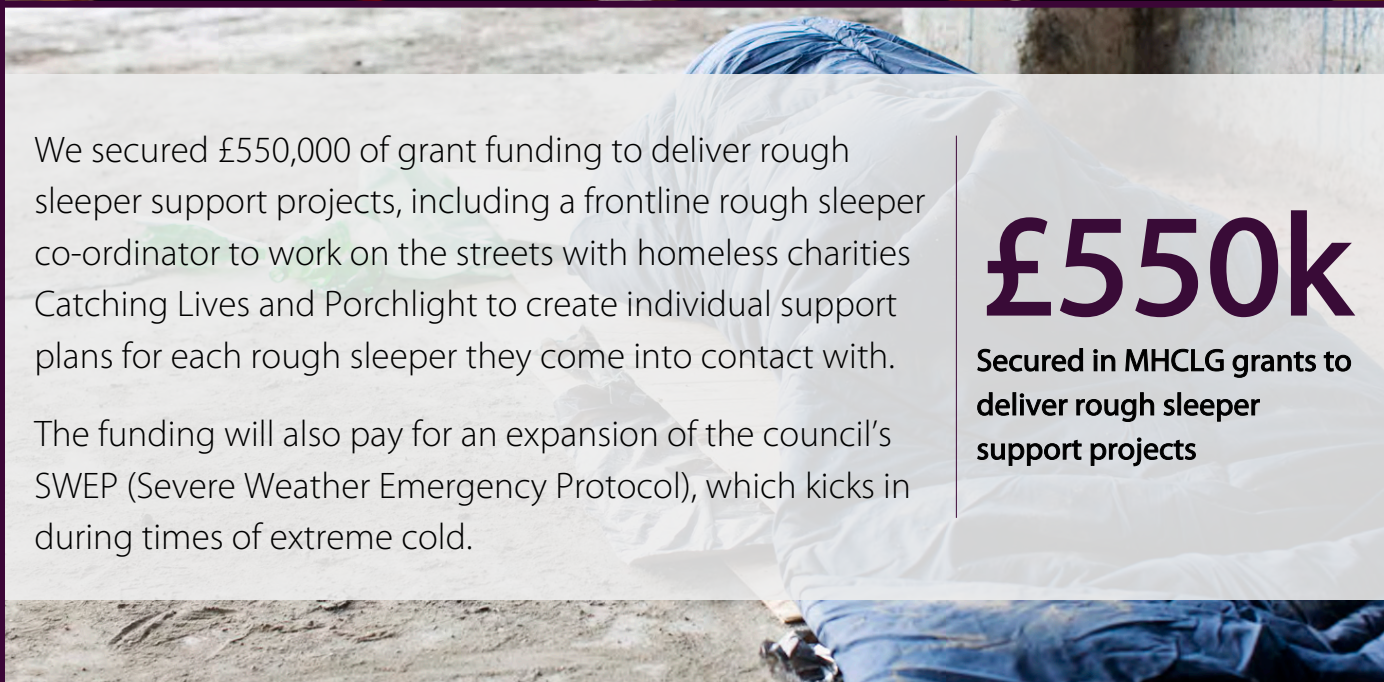 We secured £550,000 of grant funding to deliver rough
sleeper support projects, including a frontline rough sleeper
co-ordinator to work on the streets with homeless charities
Catching Lives and Porchlight to create individual support
plans for each rough sleeper they come into contact with.
The funding will also pay for an expansion of the council’s
SWEP (Severe Weather Emergency Protocol), which kicks in
during times of extreme cold.
£550k
Secured in MHCLG grants to
deliver rough sleeper
support projects